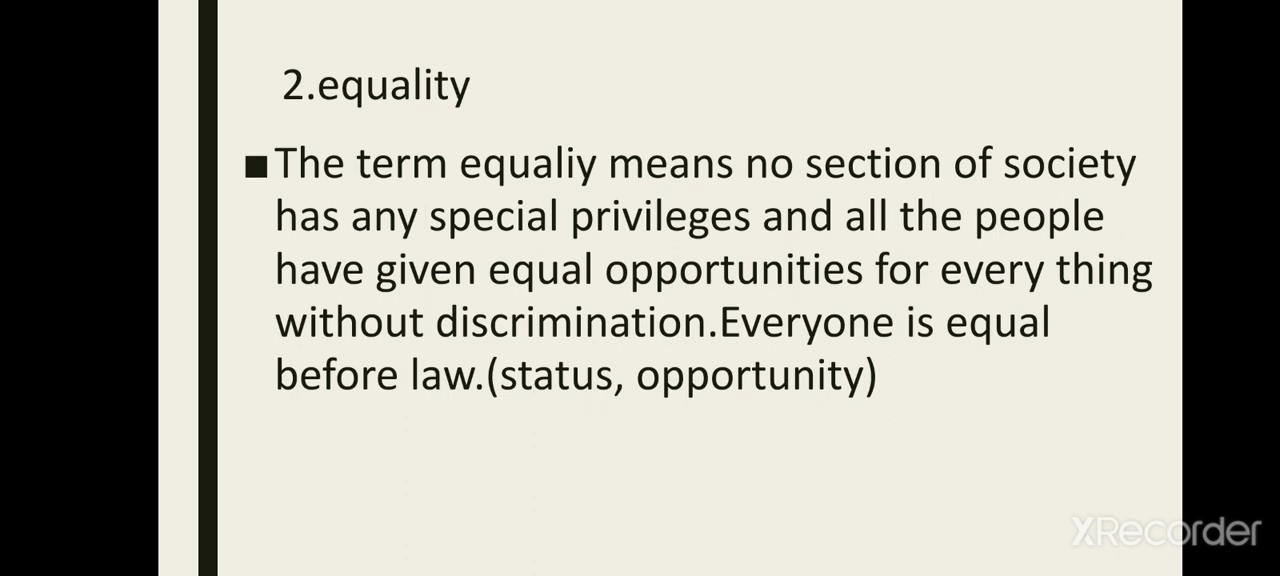 2.equality
■The term equaliy means no section of society
has any special privileges and all the people
have given equal opportunities for every thing
without discrimination.Everyone is equal
before law.(status, opportunity)
XRecorder